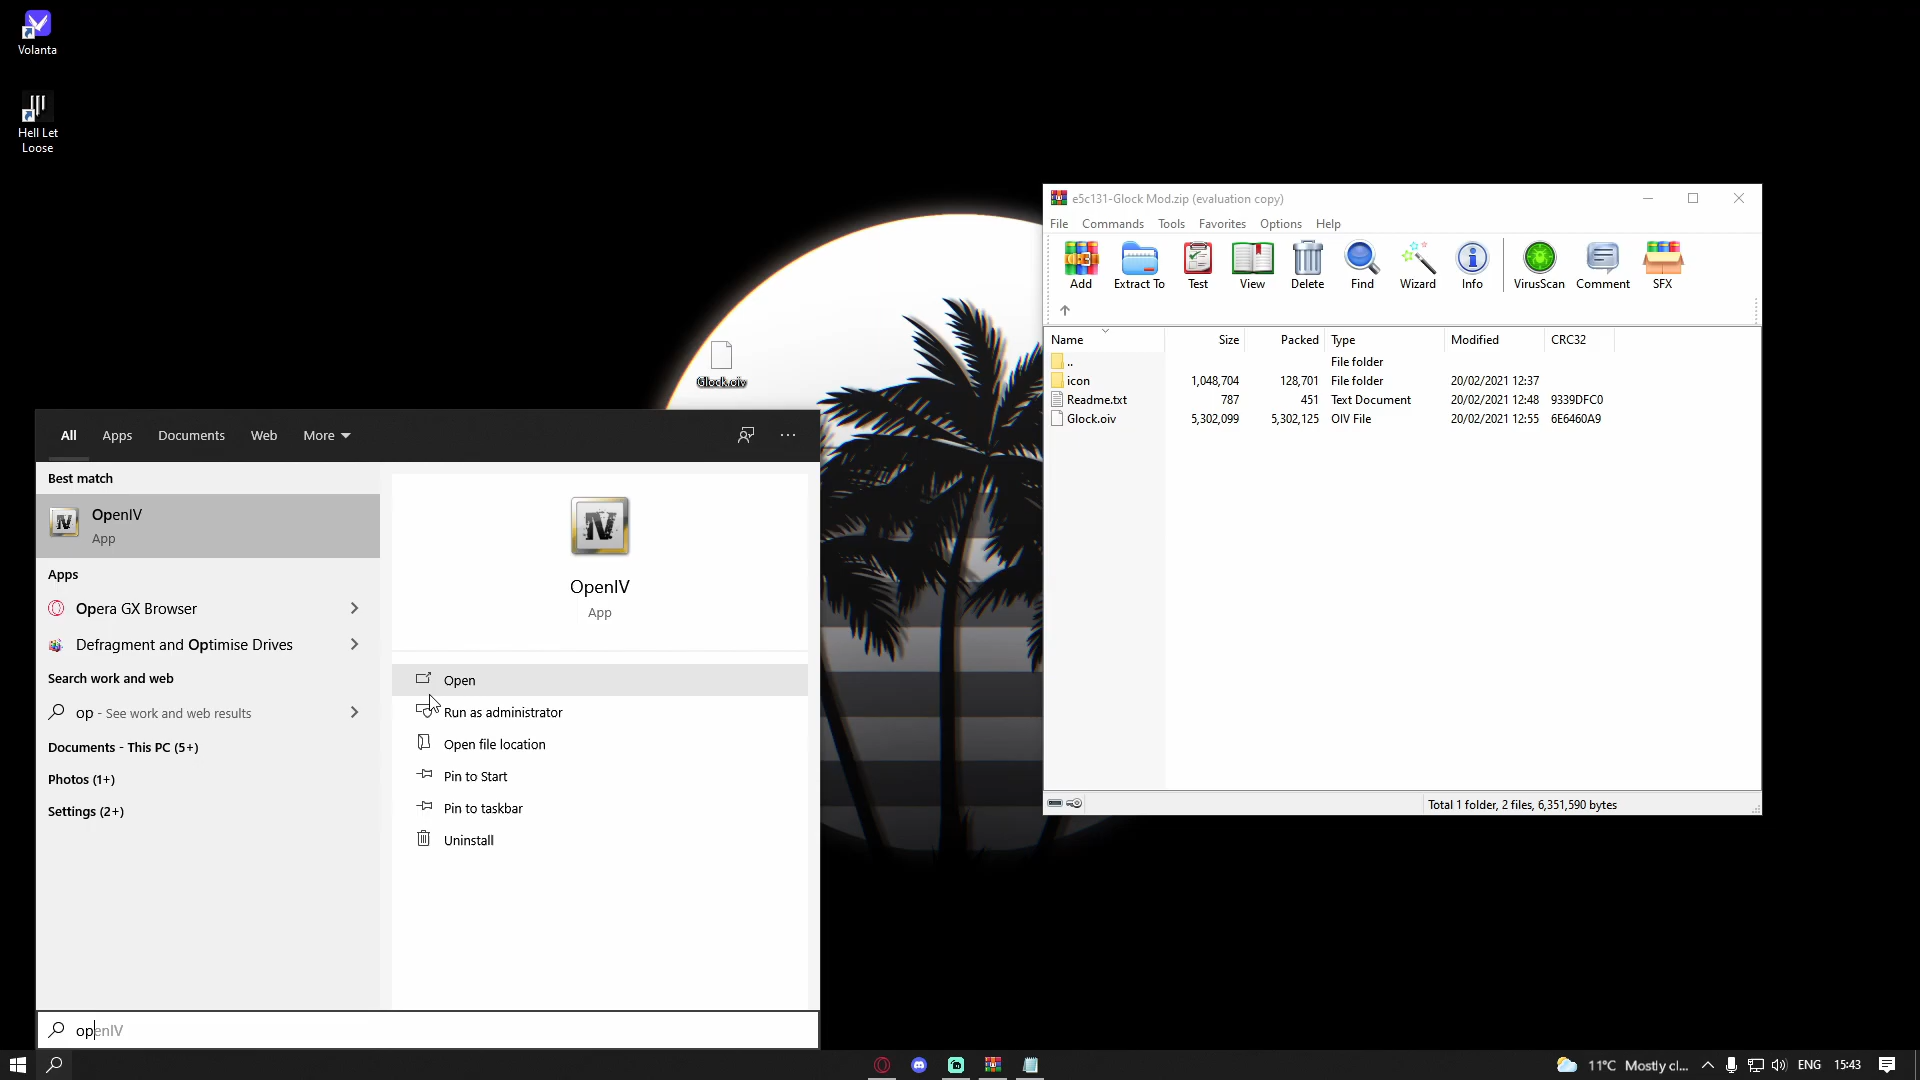 Volanta
Hell Let
Loose
Glock.oiv
e5c131-Glock Mod.zip (evaluation copy)
File Commands Tools Favorites Options Help
Add Extract To Test View Delete Find Wizard Info VirusScan Comment SFX
Name Size Packed Type Modified CRC32
.. File folder
icon 1,048,704 128,701 File folder 20/02/2021 12:37
Readme.txt 787 451 Text Document 20/02/2021 12:48 9339DFC0
Glock.oiv 5,302,099 5,302,125 OIV File 20/02/2021 12:55 6E6460A9
Total 1 folder, 2 files, 6,351,590 bytes
All Apps Documents Web More
Best match
OpenIV
App
Apps
Opera GX Browser
Defragment and Optimise Drives
Search work and web
op - See work and web results
Documents - This PC (5+)
Photos (1+)
Settings (2+)
OpenIV
App
Open
Run as administrator
Open file location
Pin to Start
Pin to taskbar
Uninstall
openIV
11°C Mostly cl... ENG 15:43